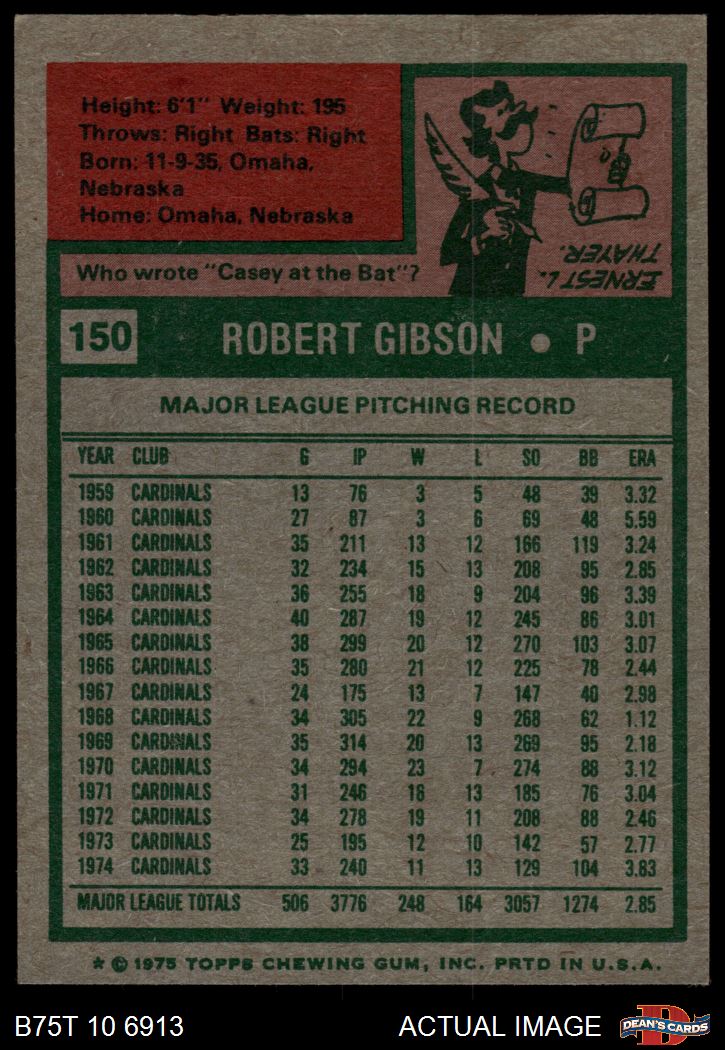 Height: 6'1" Weight: 195
Throws: Right Bats: Right
Born: 11-9-35, Omaha,
Nebraska
Home: Omaha, Nebraska
Who wrote "Casey at the Bat"?
ERNEST L.
THAYER.
150 ROBERT GIBSON • P
MAJOR LEAGUE PITCHING RECORD
YEAR CLUB G IP W L SO BB ERA
1959 CARDINALS 13 76 3 5 48 39 3.32
1960 CARDINALS 27 87 3 6 69 48 5.59
1961 CARDINALS 35 211 13 12 166 119 3.24
1962 CARDINALS 32 234 15 13 208 95 2.85
1963 CARDINALS 36 255 18 9 204 96 3.39
1964 CARDINALS 40 287 19 12 245 86 3.01
1965 CARDINALS 38 299 20 12 270 103 3.07
1966 CARDINALS 35 280 21 12 225 78 2.44
1967 CARDINALS 24 175 13 7 147 40 2.98
1968 CARDINALS 34 305 22 9 268 62 1.12
1969 CARDINALS 35 314 20 13 269 95 2.18
1970 CARDINALS 34 294 23 7 274 88 3.12
1971 CARDINALS 31 246 16 13 185 76 3.04
1972 CARDINALS 34 278 19 11 208 88 2.46
1973 CARDINALS 25 195 12 10 142 57 2.77
1974 CARDINALS 33 240 11 13 129 104 3.83
MAJOR LEAGUE TOTALS 506 3776 248 164 3057 1274 2.85
* © 1975 TOPPS CHEWING GUM, INC. PRTD IN U.S.A.
B75T 10 6913 ACTUAL IMAGE D DEAN'S CARDS